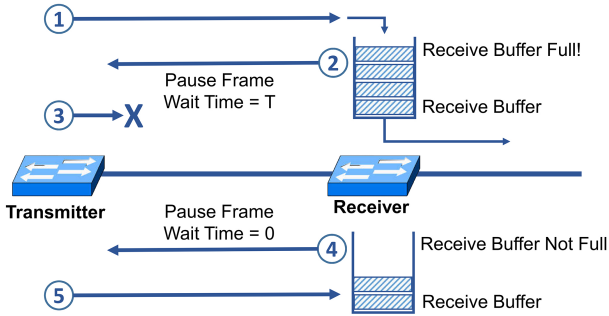 1
2
Receive Buffer Full!
Pause Frame
Wait Time = T
Receive Buffer
3
X
Transmitter
Receiver
Pause Frame
Wait Time = 0
4
Receive Buffer Not Full
5
Receive Buffer